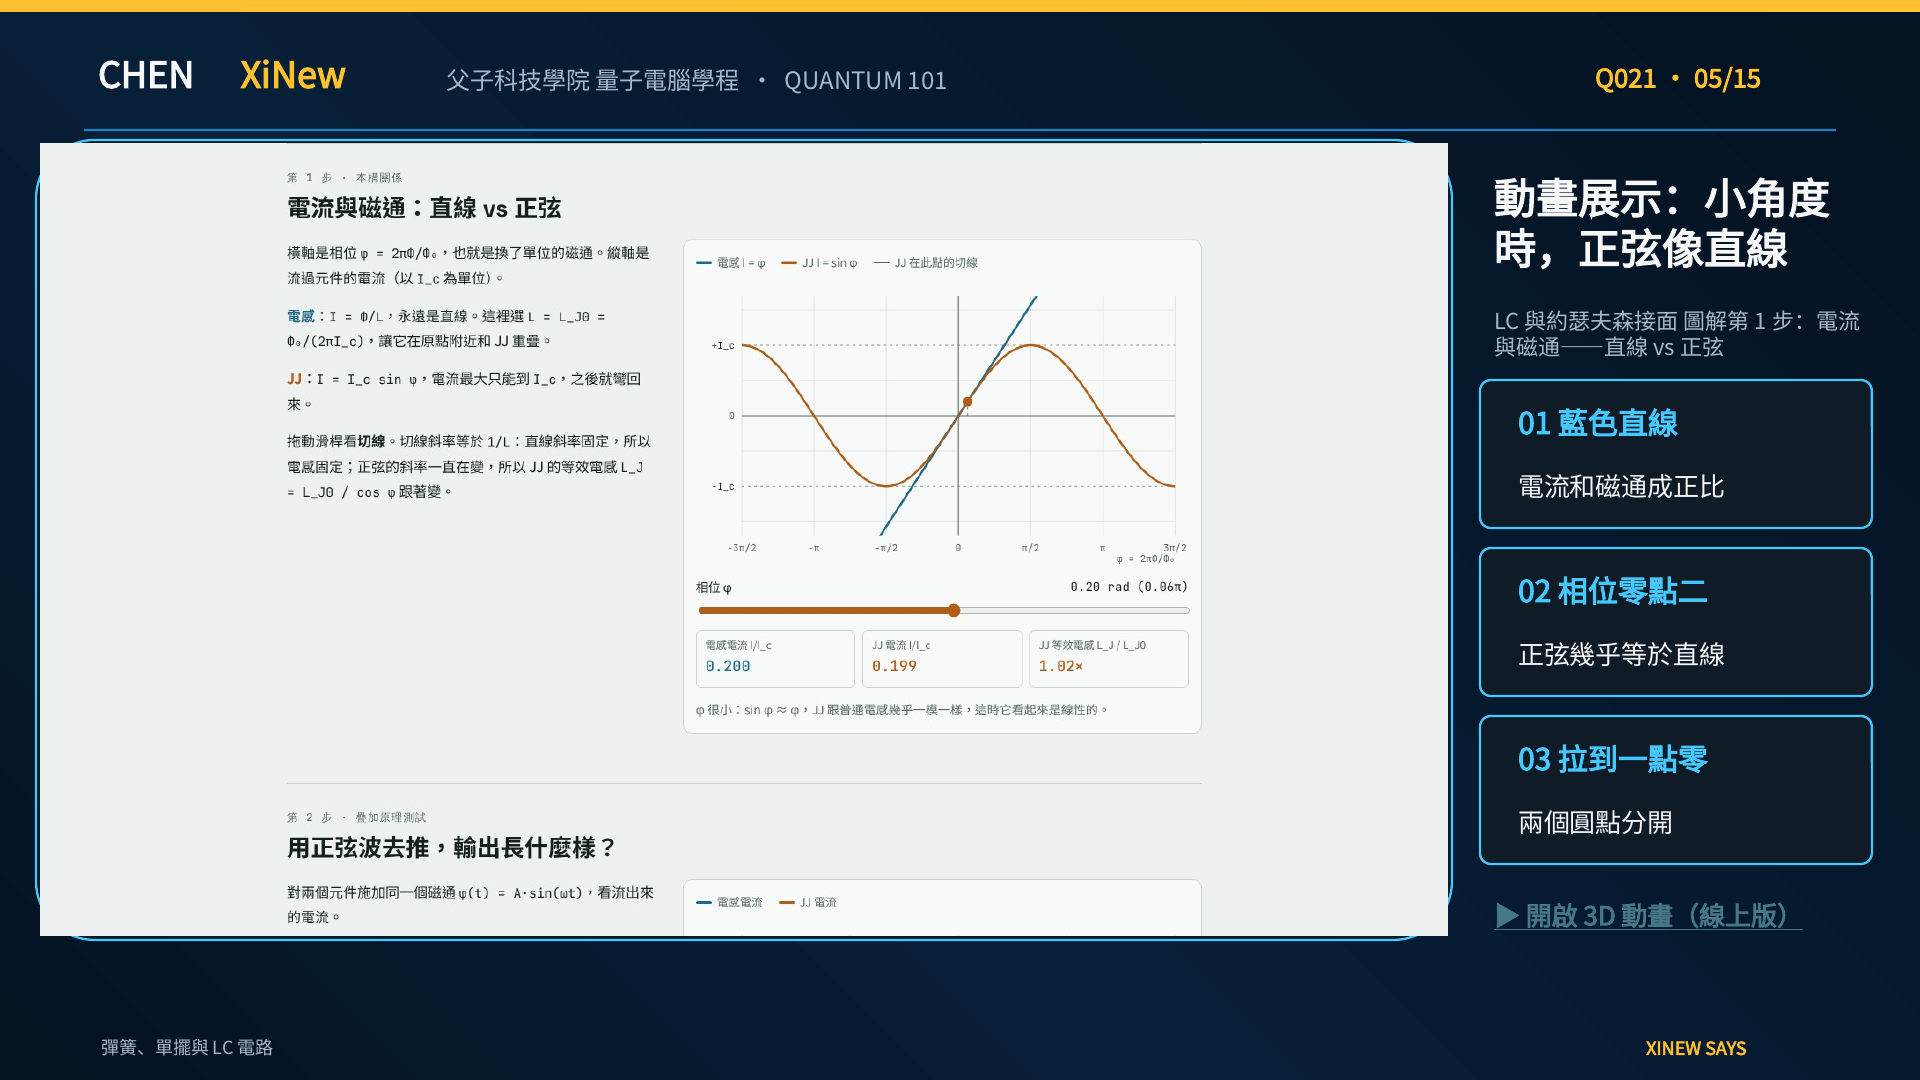 CHEN XiNew 父子科技學院 量子電腦學程 · QUANTUM 101
Q021 · 05/15
第 1 步 · 本構關係
電流與磁通：直線 vs 正弦
橫軸是相位 φ = 2πΦ/Φ₀，也就是換了單位的磁通。縱軸是
流過元件的電流（以 I_c 為單位）。
電感：I = Φ/L，永遠是直線。這裡選 L = L_J0 =
Φ₀/(2πI_c)，讓它在原點附近和 JJ 重疊。
JJ：I = I_c sin φ，電流最大只能到 I_c，之後就彎回
來。
拖動滑桿看切線。切線斜率等於 1/L：直線斜率固定，所以
電感固定；正弦的斜率一直在變，所以 JJ 的等效電感 L_J
= L_J0 / cos φ 跟著變。
電感 I = φ JJ I = sin φ JJ 在此點的切線
+I_c
0
-I_c
-3π/2 -π -π/2 0 π/2 π 3π/2
φ = 2πΦ/Φ₀
相位 φ 0.20 rad (0.06π)
電感電流 I/I_c
0.200
JJ 電流 I/I_c
0.199
JJ 等效電感 L_J / L_J0
1.02×
φ 很小：sin φ ≈ φ，JJ 跟普通電感幾乎一模一樣，這時它看起來是線性的。
第 2 步 · 疊加原理測試
用正弦波去推，輸出長什麼樣？
對兩個元件施加同一個磁通 φ(t) = A·sin(ωt)，看流出來
的電流。
電感電流 JJ 電流
動畫展示：小角度
時，正弦像直線
LC 與約瑟夫森接面 圖解第 1 步：電流
與磁通——直線 vs 正弦
01 藍色直線
電流和磁通成正比
02 相位零點二
正弦幾乎等於直線
03 拉到一點零
兩個圓點分開
▶ 開啟 3D 動畫（線上版）
彈簧、單擺與 LC 電路
XINEW SAYS